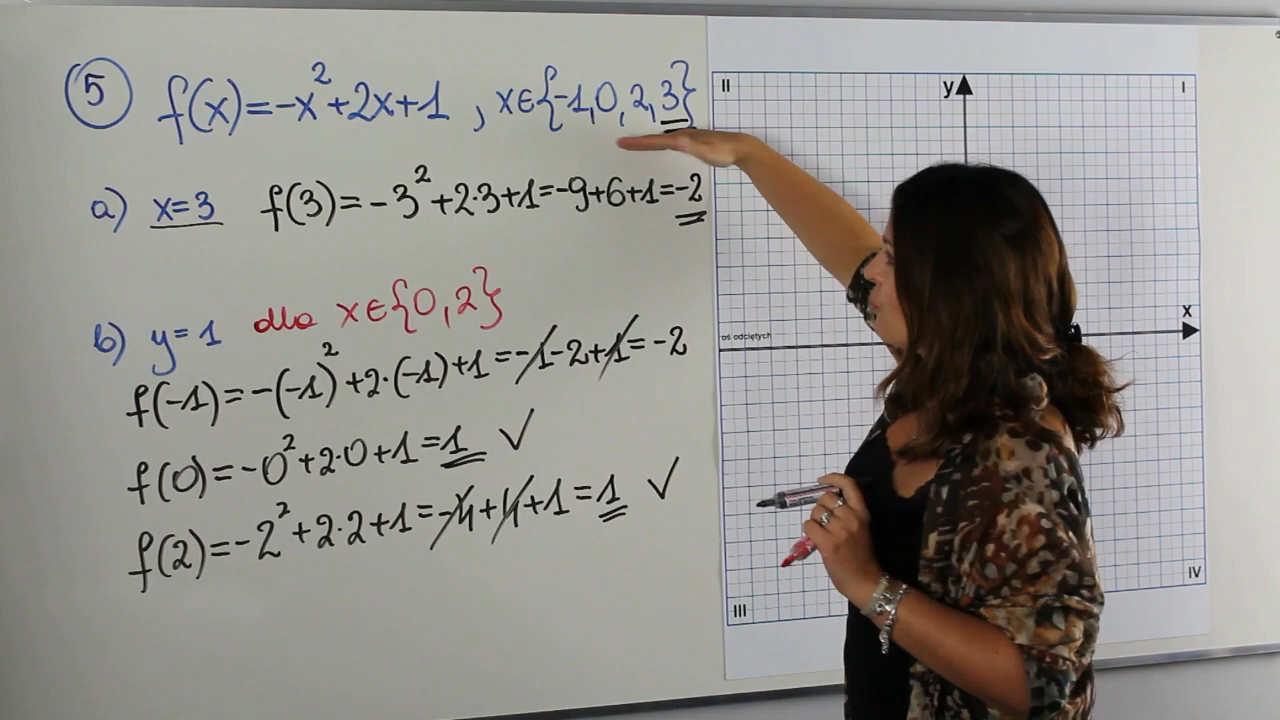 5 f(x)=-x²+2x+1 , x∈{-1,0,2,3}
a) x=3 f(3)=-3²+2·3+1=-9+6+1=-2
b) y=1 dla x∈{0,2}
f(-1)=-(-1)²+2·(-1)+1=-1-2+1=-2
f(0)=-0²+2·0+1=1 ✓
f(2)=-2²+2·2+1=-4+4+1=1 ✓
II y I
x
oś odciętych
IV
III